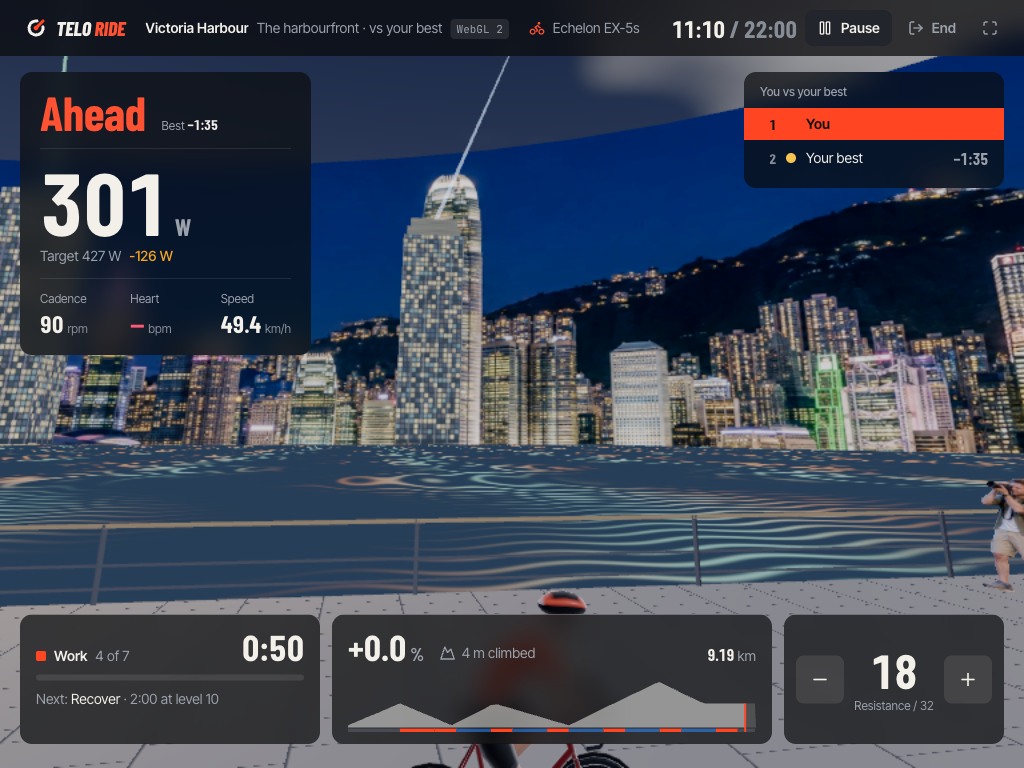 TELO RIDE Victoria Harbour The harbourfront · vs your best WebGL 2 Echelon EX-5s 11:10 / 22:00 Pause End
Ahead Best −1:35
301 W
Target 427 W -126 W
Cadence Heart Speed
90 rpm — bpm 49.4 km/h
You vs your best
1 You
2 Your best −1:35
Work 4 of 7 0:50
Next: Recover · 2:00 at level 10
+0.0 % 4 m climbed 9.19 km
− 18 +
Resistance / 32